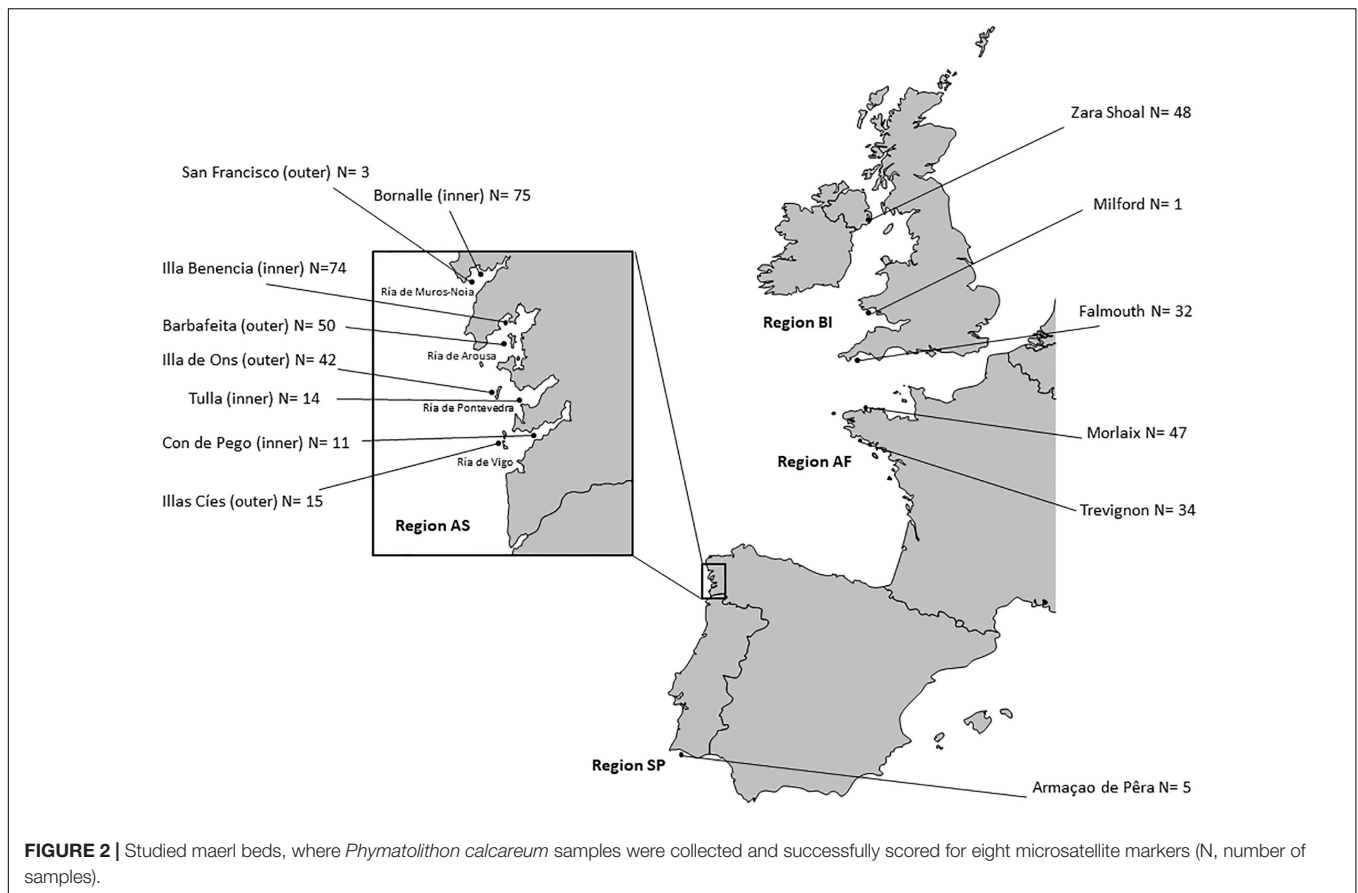 Zara Shoal N= 48
San Francisco (outer) N= 3
Bornalle (inner) N= 75
Milford N= 1
Illa Benencia (inner) N=74
Ría de Muros-Noia
Region BI
Falmouth N= 32
Barbafeita (outer) N= 50
Ría de Arousa
Illa de Ons (outer) N= 42
Tulla (inner) N= 14
Ría de Pontevedra
Con de Pego (inner) N= 11
Morlaix N= 47
Ría de Vigo
Region AF
Illas Cíes (outer) N= 15
Trevignon N= 34
Region AS
Region SP
Armaçao de Pêra N= 5
FIGURE 2 | Studied maerl beds, where Phymatolithon calcareum samples were collected and successfully scored for eight microsatellite markers (N, number of
samples).